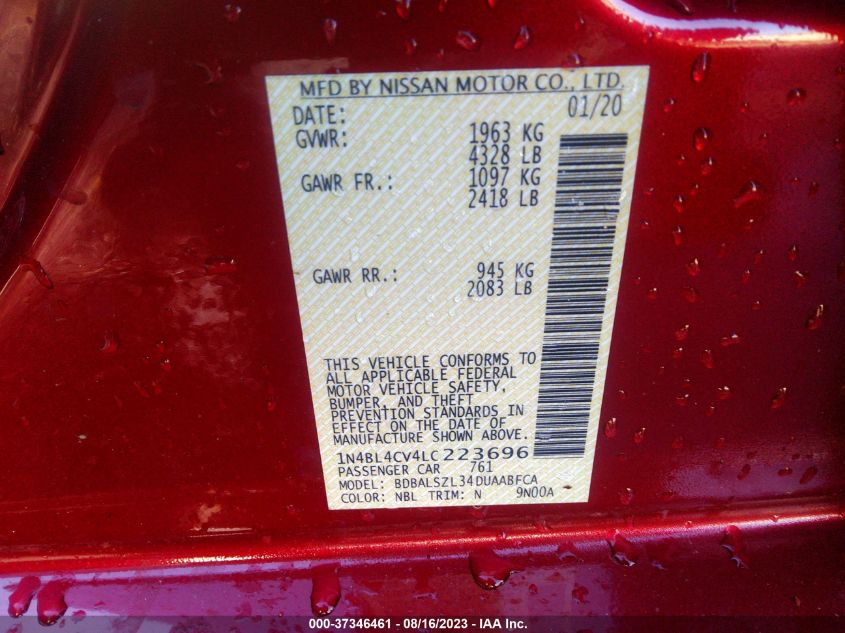 MFD BY NISSAN MOTOR CO., LTD.
DATE: 01/20
GVWR: 1963 KG
4328 LB
GAWR FR.: 1097 KG
2418 LB
GAWR RR.: 945 KG
2083 LB
THIS VEHICLE CONFORMS TO
ALL APPLICABLE FEDERAL
MOTOR VEHICLE SAFETY,
BUMPER, AND THEFT
PREVENTION STANDARDS IN
EFFECT ON THE DATE OF
MANUFACTURE SHOWN ABOVE.
1N4BL4CV4LC223696
PASSENGER CAR 761
MODEL: BDBALSZL34DUAABFCA
COLOR: NBL TRIM: N 9N00A
000-37346461 - 08/16/2023 - IAA Inc.